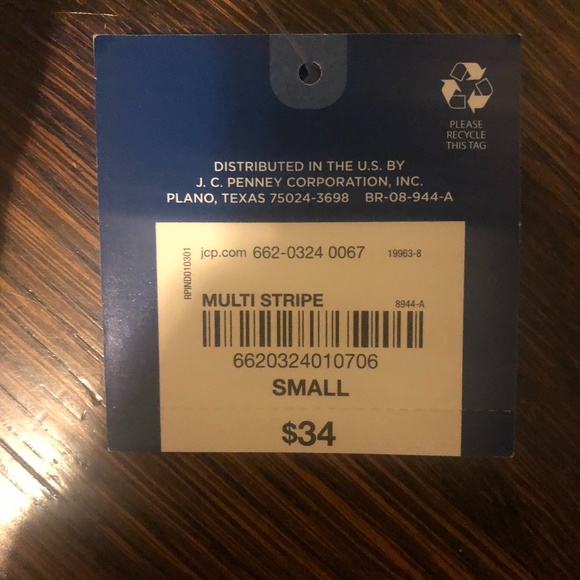 PLEASE
RECYCLE
THIS TAG
DISTRIBUTED IN THE U.S. BY
J. C. PENNEY CORPORATION, INC.
PLANO, TEXAS 75024-3698 BR-08-944-A
RPIND010301
jcp.com 662-0324 0067 19963-8
MULTI STRIPE 8944-A
6620324010706
SMALL
$34